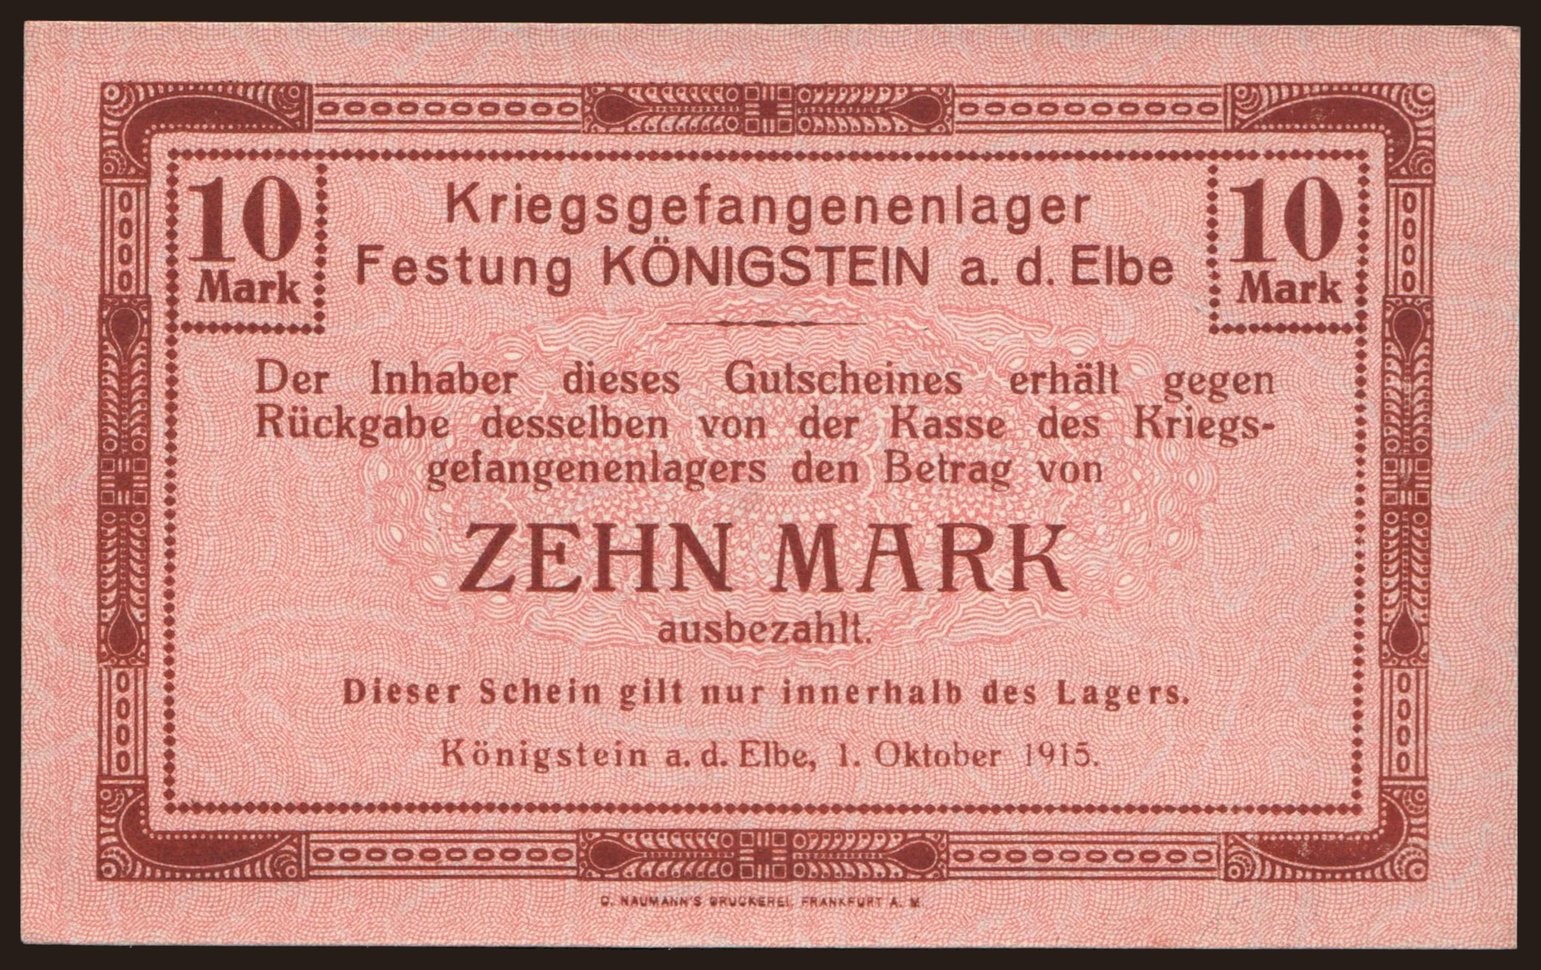 10
Mark
10
Mark
Kriegsgefangenenlager
Festung KÖNIGSTEIN a. d. Elbe
Der Inhaber dieses Gutscheines erhält gegen
Rückgabe desselben von der Kasse des Kriegs-
gefangenenlagers den Betrag von
ZEHN MARK
ausbezahlt.
Dieser Schein gilt nur innerhalb des Lagers.
Königstein a. d. Elbe, 1. Oktober 1915.
C. NAUMANN'S DRUCKEREI, FRANKFURT A. M.